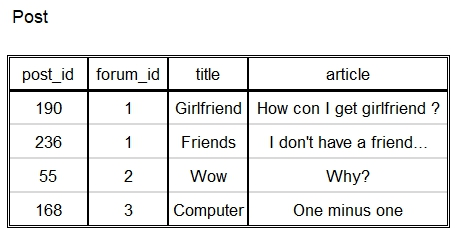 Post
post_id forum_id title article
190 1 Girlfriend How con I get girlfriend ?
236 1 Friends I don't have a friend...
55 2 Wow Why?
168 3 Computer One minus one